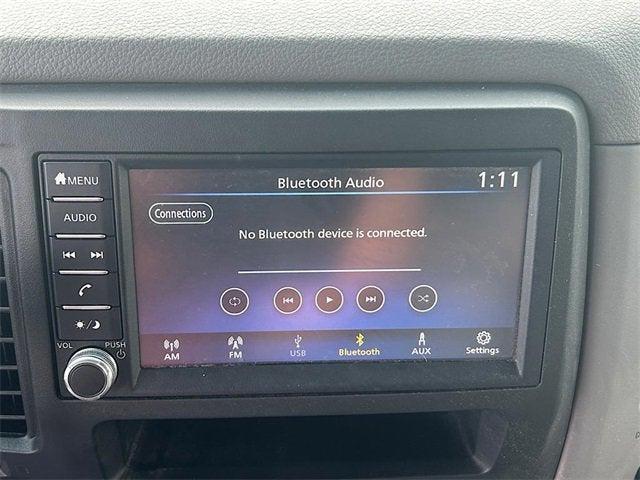 MENU
Bluetooth Audio 1:11
Connections
AUDIO
No Bluetooth device is connected.
VOL PUSH
AM FM USB Bluetooth AUX Settings